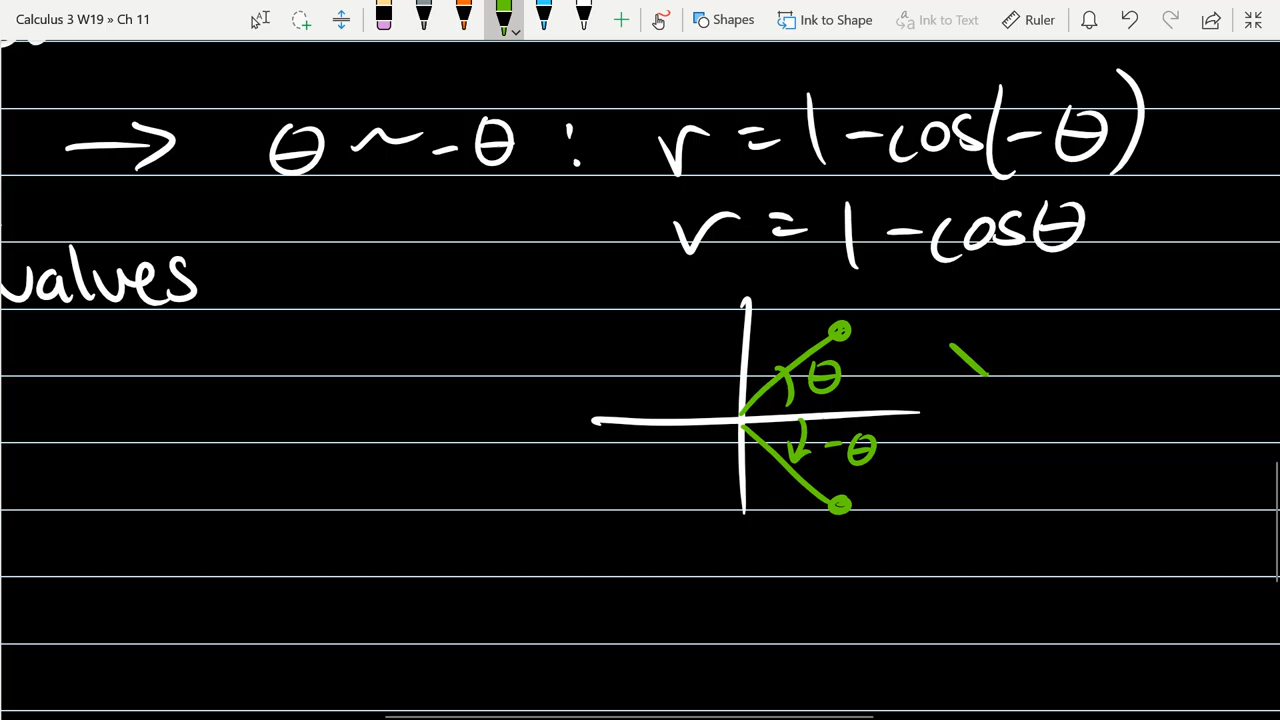 Calculus 3 W19 » Ch 11
Shapes
Ink to Shape
Ink to Text
Ruler
→ θ ~ -θ : r = 1 - cos(-θ)
r = 1 - cosθ
values
θ
-θ